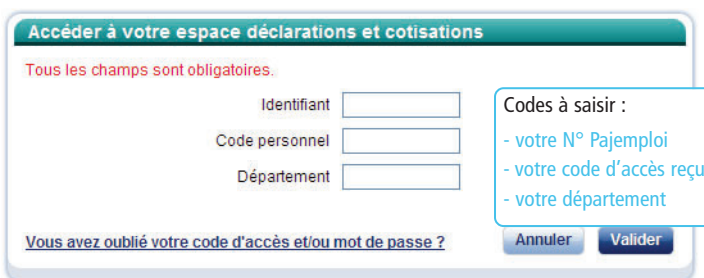 Accéder à votre espace déclarations et cotisations
Tous les champs sont obligatoires.
Identifiant
Code personnel
Département
Codes à saisir :
- votre N° Pajemploi
- votre code d'accès reçu
- votre département
Vous avez oublié votre code d'accès et/ou mot de passe ?
Annuler
Valider